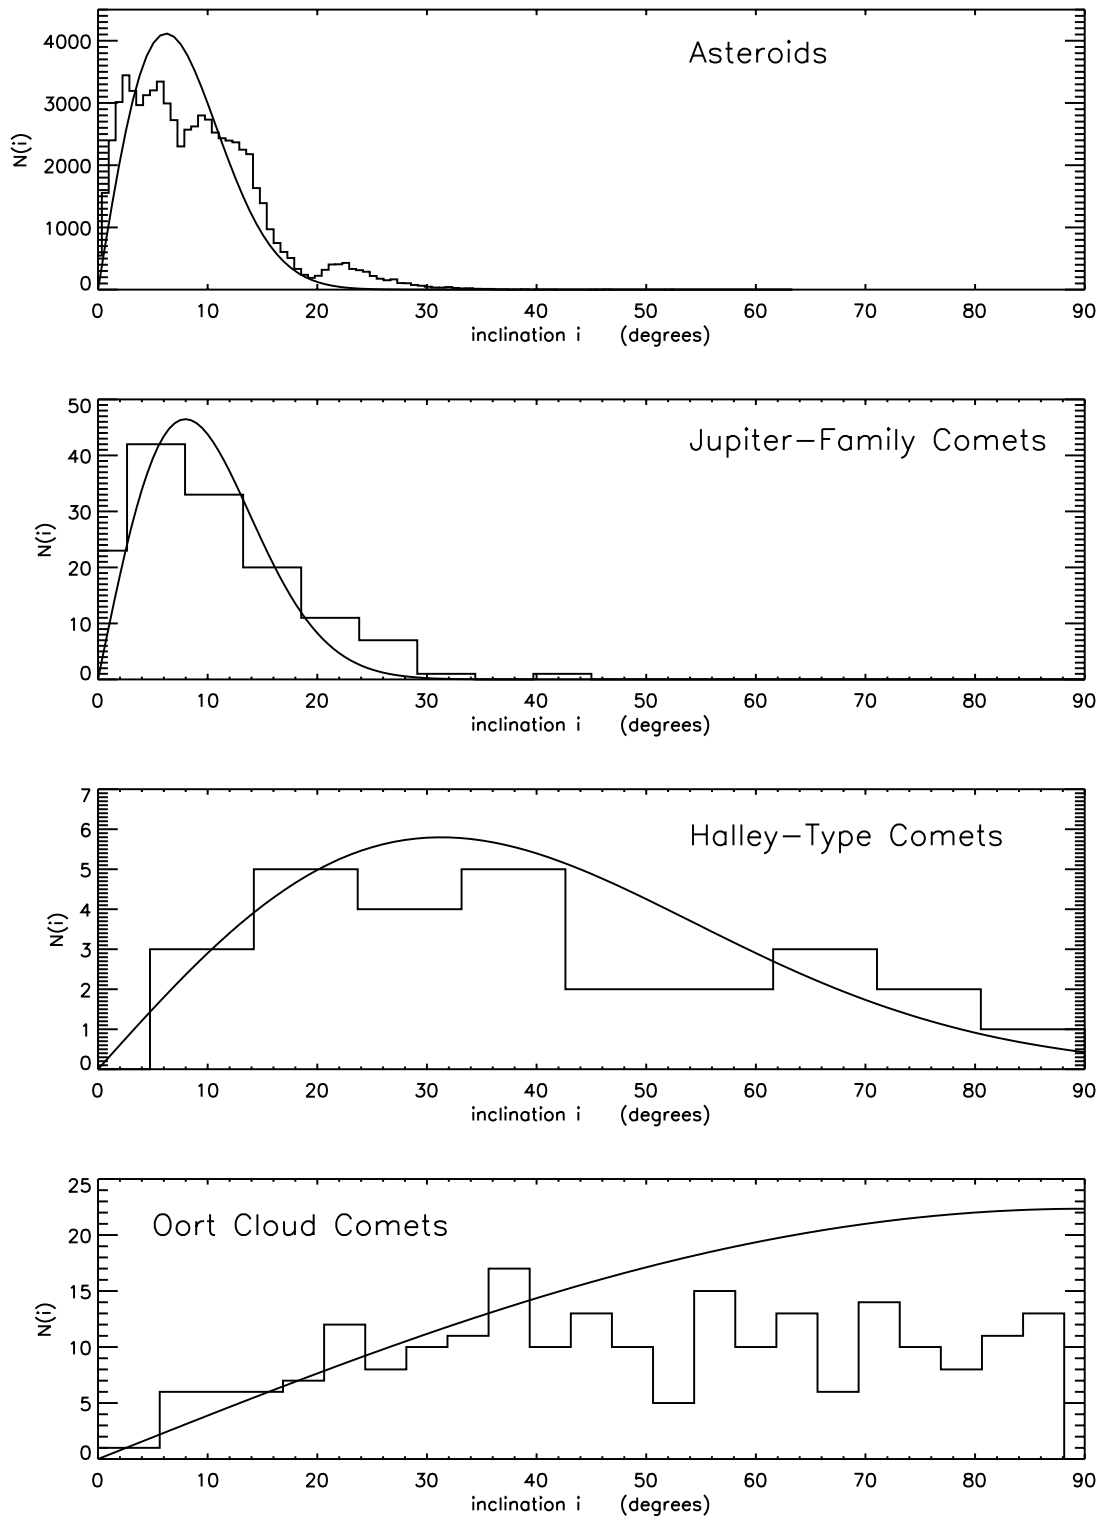 Asteroids
4000
3000
2000
1000
0
N(i)
0 10 20 30 40 50 60 70 80 90
inclination i (degrees)
Jupiter-Family Comets
50
40
30
20
10
0
N(i)
0 10 20 30 40 50 60 70 80 90
inclination i (degrees)
Halley-Type Comets
7
6
5
4
3
2
1
0
N(i)
0 10 20 30 40 50 60 70 80 90
inclination i (degrees)
Oort Cloud Comets
25
20
15
10
5
0
N(i)
0 10 20 30 40 50 60 70 80 90
inclination i (degrees)